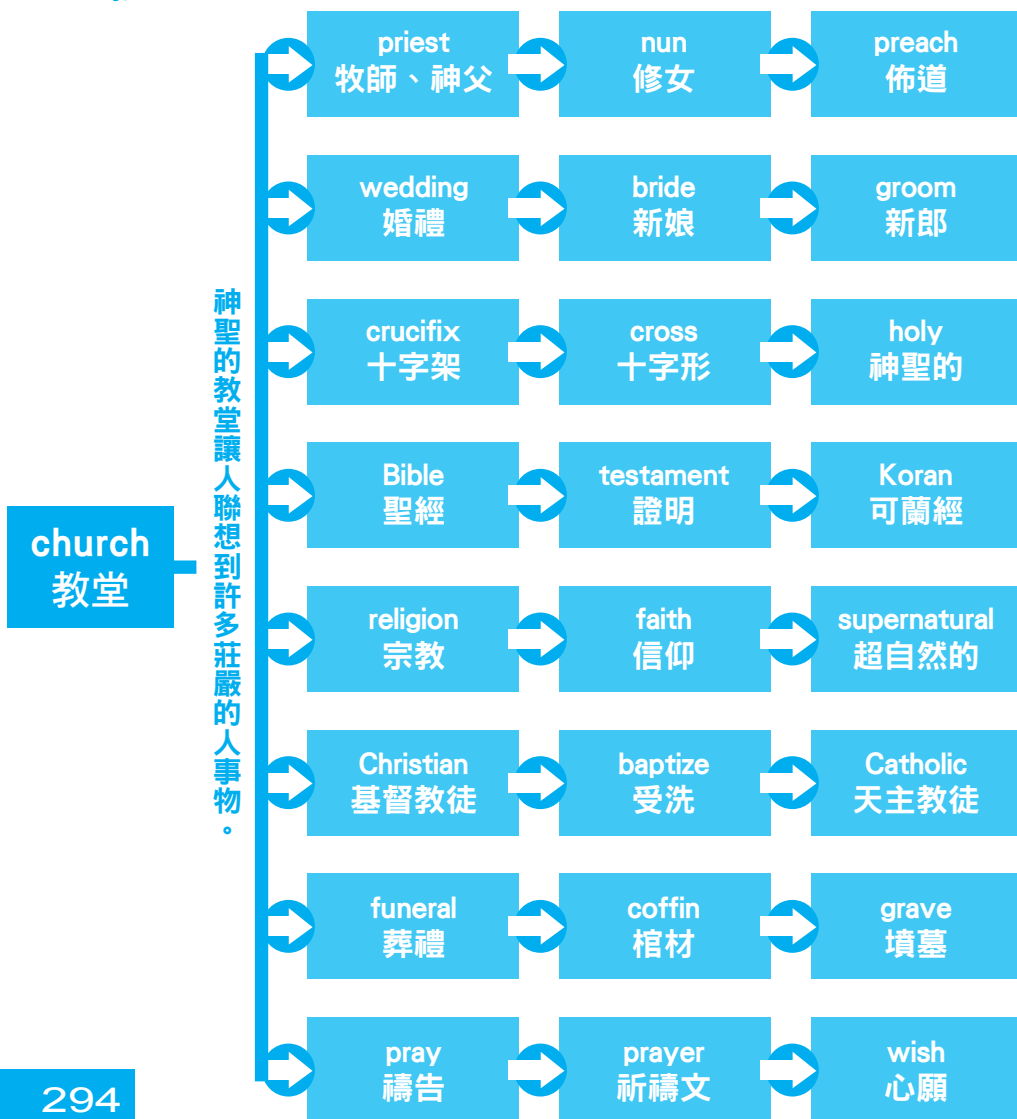 church
教堂
神聖的教堂讓人聯想到許多莊嚴的人事物。
priest
牧師、神父
nun
修女
preach
佈道
wedding
婚禮
bride
新娘
groom
新郎
crucifix
十字架
cross
十字形
holy
神聖的
Bible
聖經
testament
證明
Koran
可蘭經
religion
宗教
faith
信仰
supernatural
超自然的
Christian
基督教徒
baptize
受洗
Catholic
天主教徒
funeral
葬禮
coffin
棺材
grave
墳墓
pray
禱告
prayer
祈禱文
wish
心願
294